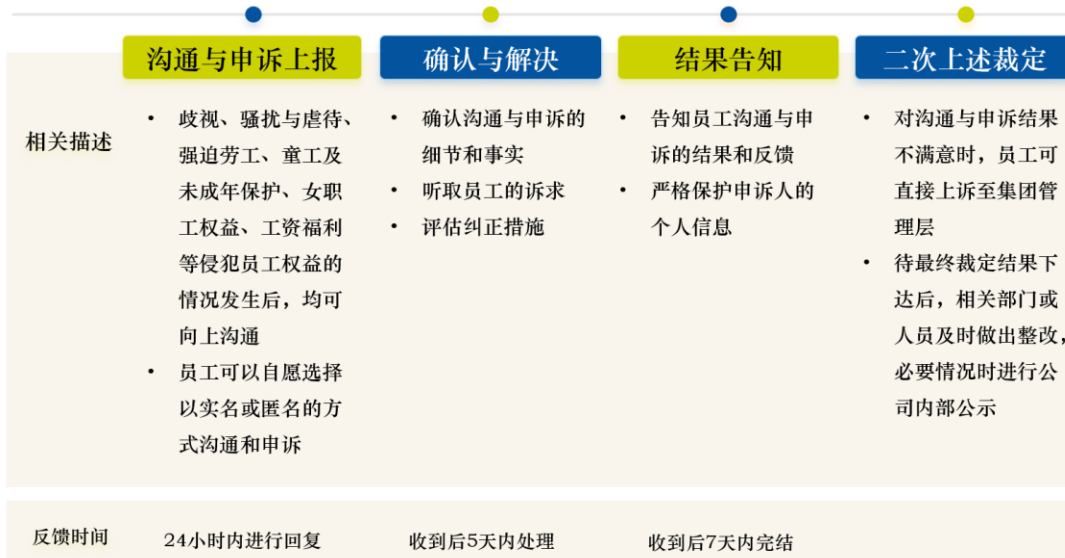 沟通与申诉上报
确认与解决
结果告知
二次上述裁定
相关描述
• 歧视、骚扰与虐待、
强迫劳工、童工及
未成年保护、女职
工权益、工资福利
等侵犯员工权益的
情况发生后，均可
向上沟通
• 员工可以自愿选择
以实名或匿名的方
式沟通和申诉
• 确认沟通与申诉的
细节和事实
• 听取员工的诉求
• 评估纠正措施
• 告知员工沟通与申
诉的结果和反馈
• 严格保护申诉人的
个人信息
• 对沟通与申诉结果
不满意时，员工可
直接上诉至集团管
理层
• 待最终裁定结果下
达后，相关部门或
人员及时做出整改，
必要情况时进行公
司内部公示
反馈时间
24小时内进行回复
收到后5天内处理
收到后7天内完结